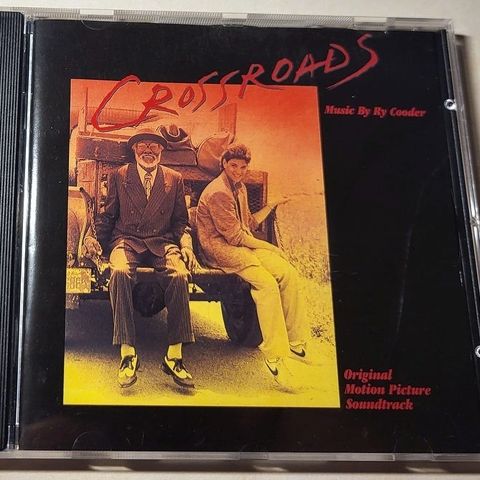 CROSSROADS
Music By Ry Cooder
Original
Motion Picture
Soundtrack